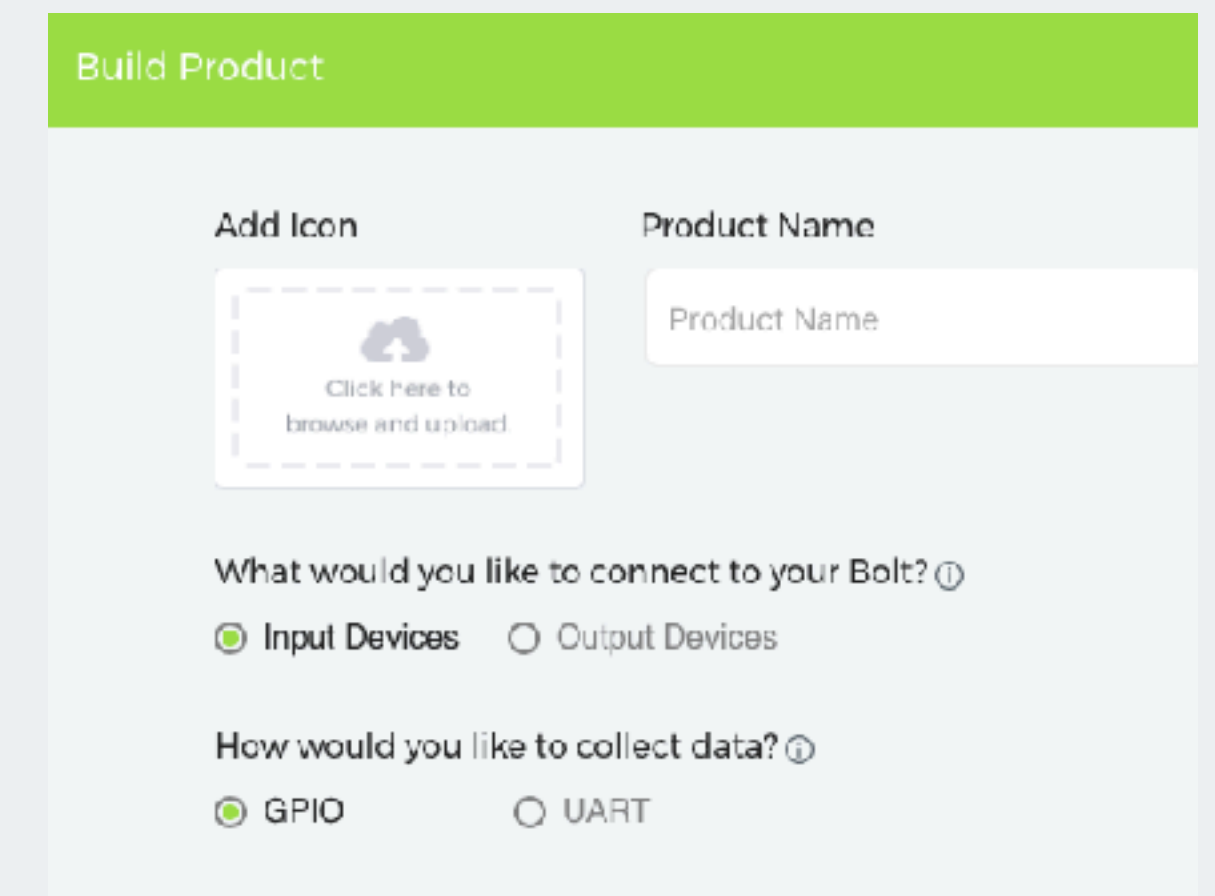 Build Product
Add Icon
Product Name
Product Name
Click here to
browse and upload.
What would you like to connect to your Bolt?
Input Devices
Output Devices
How would you like to collect data?
GPIO
UART